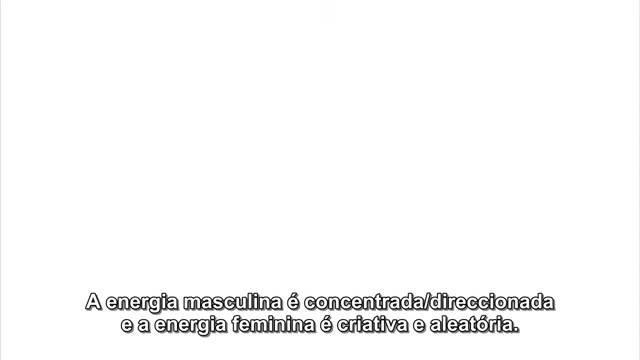 A energia masculina é concentrada/direccionada
e a energia feminina é criativa e aleatória.